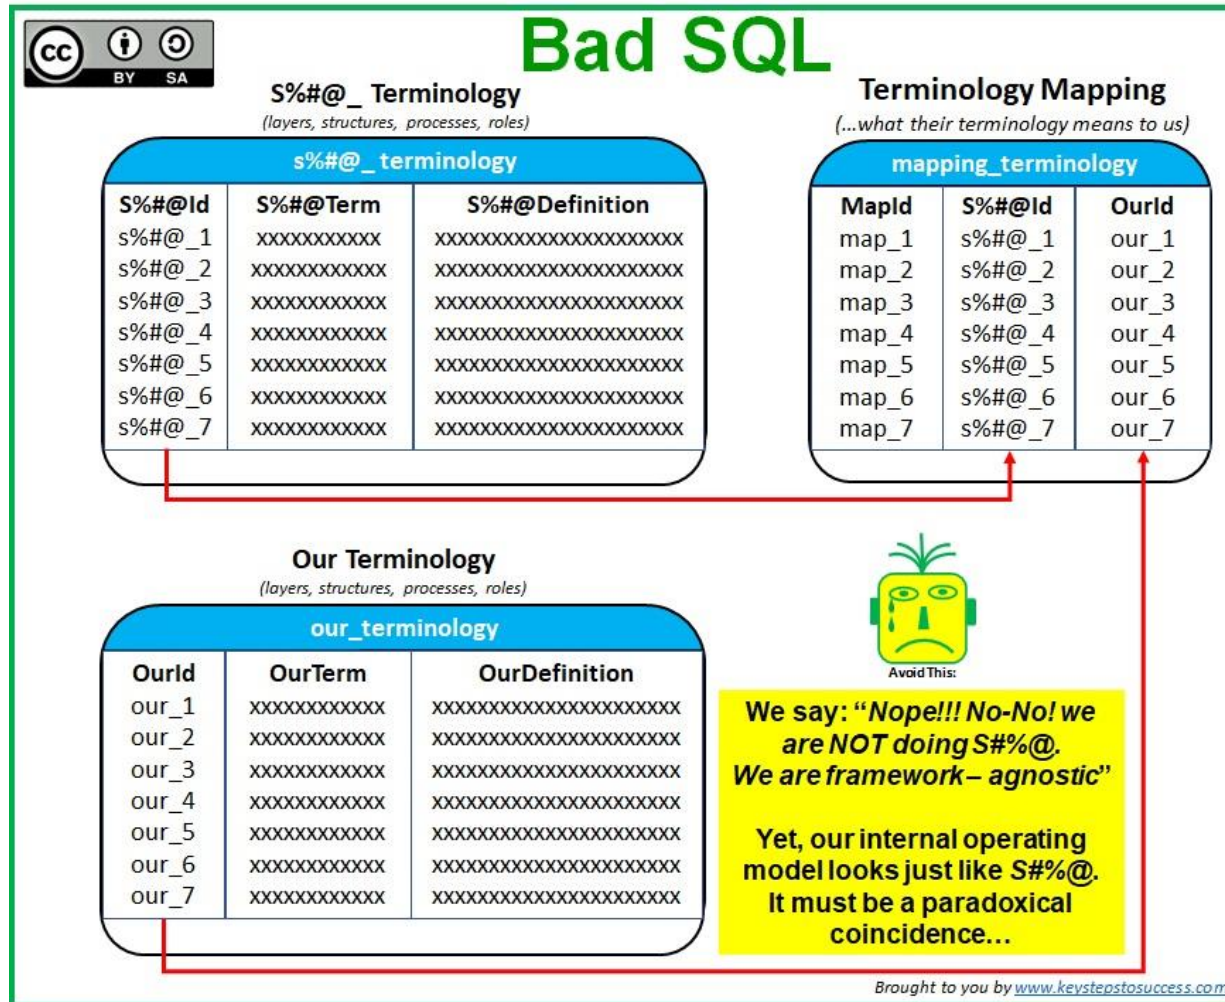 Bad SQL
CC BY SA
S%#@_ Terminology
(layers, structures, processes, roles)
s%#@_ terminology
S%#@Id S%#@Term S%#@Definition
s%#@_1 xxxxxxxxxxx xxxxxxxxxxxxxxxxxxxxxx
s%#@_2 xxxxxxxxxxxx xxxxxxxxxxxxxxxxxxxxxx
s%#@_3 xxxxxxxxxxxx xxxxxxxxxxxxxxxxxxxxxx
s%#@_4 xxxxxxxxxxxx xxxxxxxxxxxxxxxxxxxxxx
s%#@_5 xxxxxxxxxxxx xxxxxxxxxxxxxxxxxxxxxx
s%#@_6 xxxxxxxxxxxx xxxxxxxxxxxxxxxxxxxxxx
s%#@_7 xxxxxxxxxxxx xxxxxxxxxxxxxxxxxxxxxx
Terminology Mapping
(...what their terminology means to us)
mapping_terminology
MapId S%#@Id OurId
map_1 s%#@_1 our_1
map_2 s%#@_2 our_2
map_3 s%#@_3 our_3
map_4 s%#@_4 our_4
map_5 s%#@_5 our_5
map_6 s%#@_6 our_6
map_7 s%#@_7 our_7
Our Terminology
(layers, structures, processes, roles)
our_terminology
OurId OurTerm OurDefinition
our_1 xxxxxxxxxxxx xxxxxxxxxxxxxxxxxxxxxx
our_2 xxxxxxxxxxxx xxxxxxxxxxxxxxxxxxxxxx
our_3 xxxxxxxxxxxx xxxxxxxxxxxxxxxxxxxxxx
our_4 xxxxxxxxxxxx xxxxxxxxxxxxxxxxxxxxxx
our_5 xxxxxxxxxxxx xxxxxxxxxxxxxxxxxxxxxx
our_6 xxxxxxxxxxxx xxxxxxxxxxxxxxxxxxxxxx
our_7 xxxxxxxxxxxx xxxxxxxxxxxxxxxxxxxxxx
Avoid This:
We say: “Nope!!! No-No! we
are NOT doing S#%@.
We are framework – agnostic”
Yet, our internal operating
model looks just like S#%@.
It must be a paradoxical
coincidence…
Brought to you by www.keystepstosuccess.com